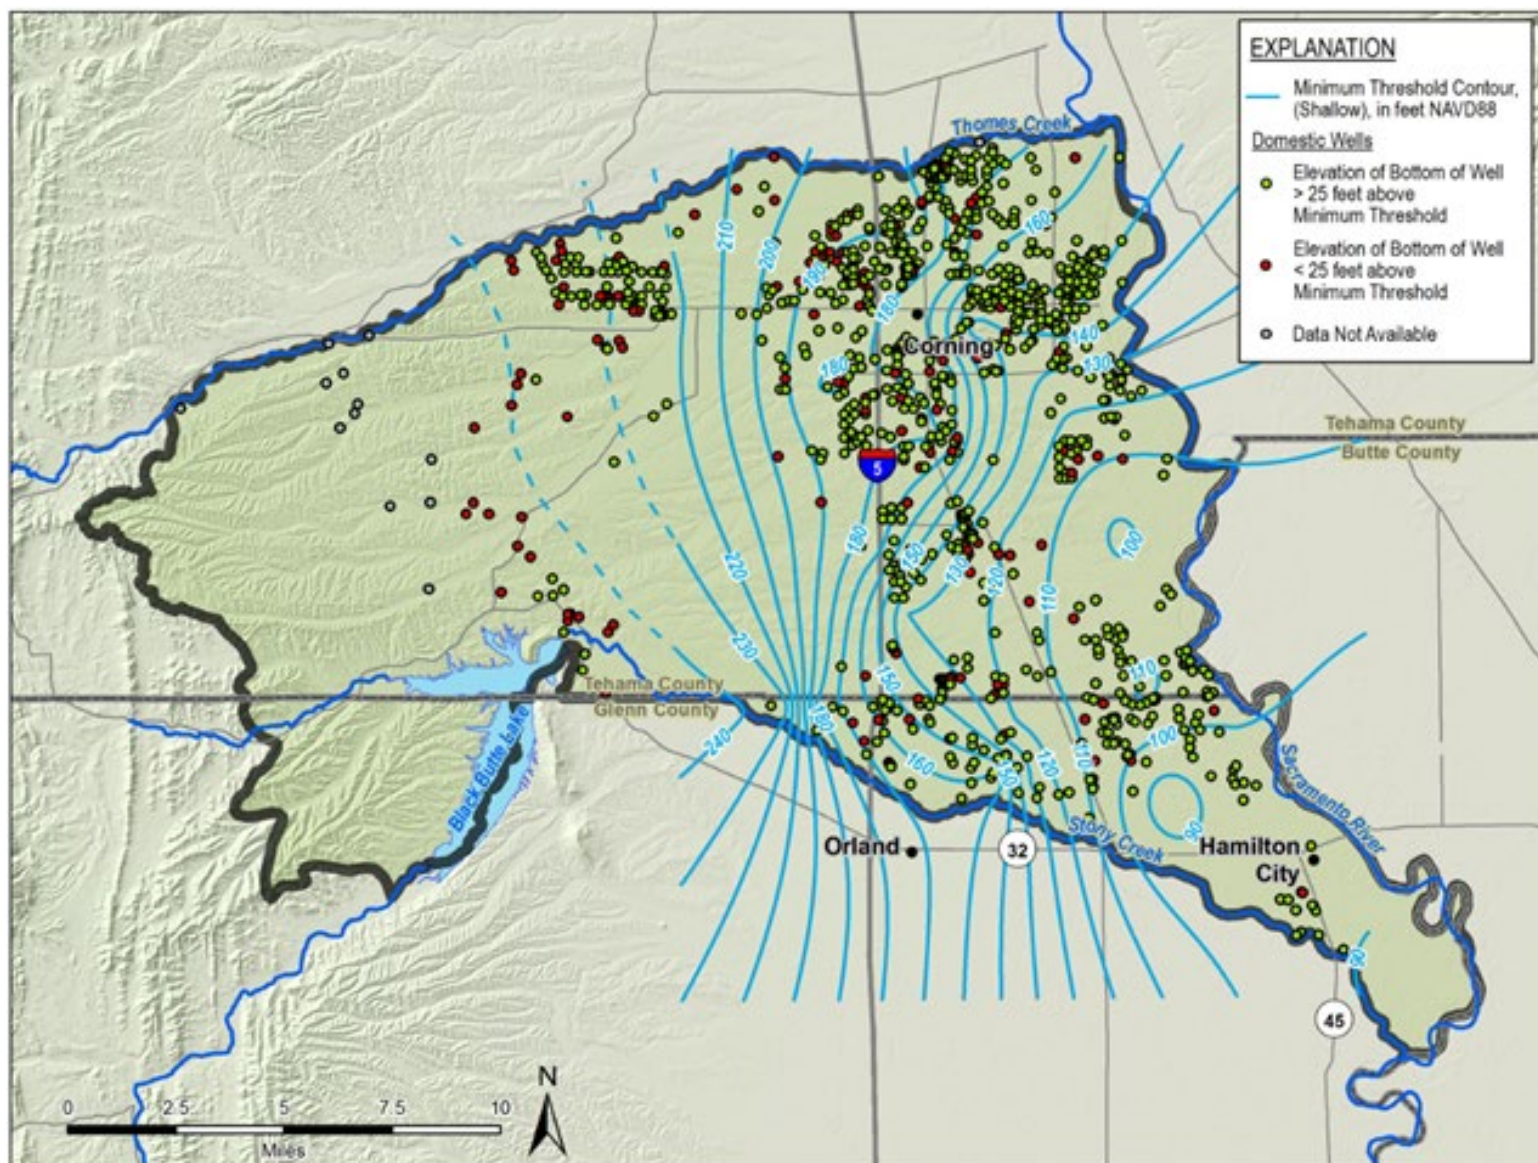 EXPLANATION
Minimum Threshold Contour,
(Shallow), in feet NAVD88
Domestic Wells
Elevation of Bottom of Well
> 25 feet above
Minimum Threshold
Elevation of Bottom of Well
< 25 feet above
Minimum Threshold
Data Not Available
Thomes Creek
210
200
190
180
160
Corning
140
130
180
Tehama County
Butte County
5
180
150
130
120
110
100
220
230
Tehama County
Glenn County
240
180
150
160
150
120
110
110
100
90
Black Butte Lake
Sacramento River
Stony Creek
Orland
32
Hamilton
City
90
45
N
0
2.5
5
7.5
10
Miles